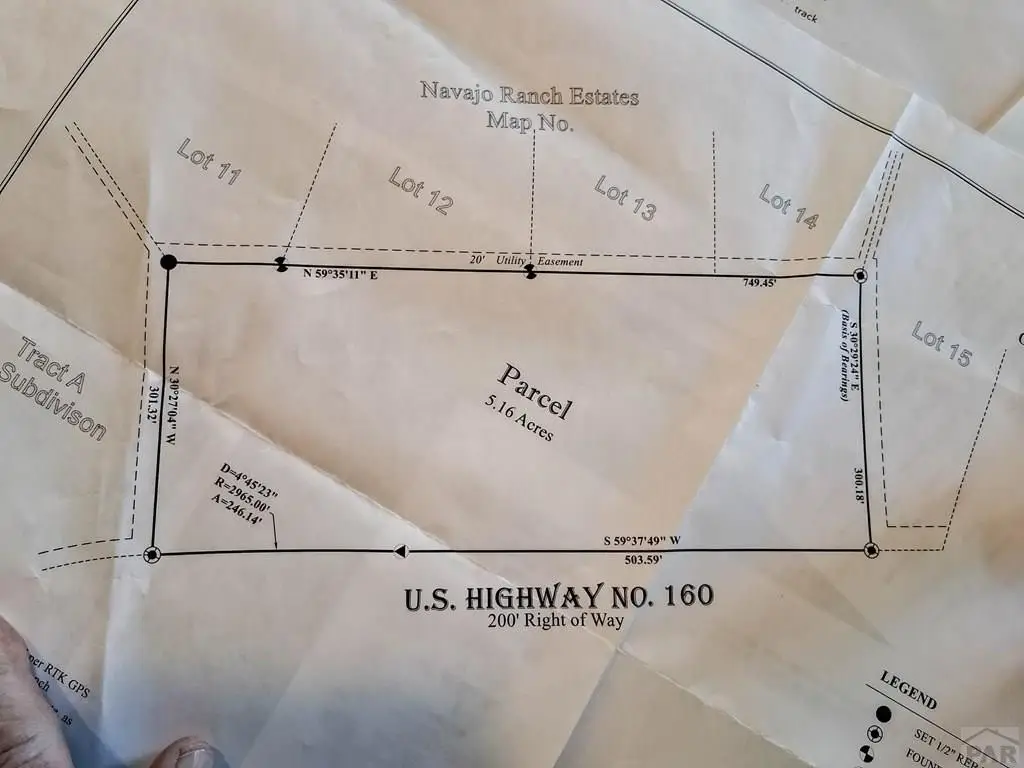 track
Navajo Ranch Estates
Map No.
Lot 11
Lot 12
Lot 13
Lot 14
20' Utility Easement
N 59°35'11" E
749.45'
Lot 15
S 30°29'24" E
(Basis of Bearings)
300.18'
Tract A
Subdivison
N 30°27'04" W
301.32'
Parcel
5.16 Acres
D=4°45'23"
R=2965.00'
A=246.14'
S 59°37'49" W
503.59'
U.S. HIGHWAY NO. 160
200' Right of Way
RTK GPS
as
LEGEND
SET 1/2"
PAR